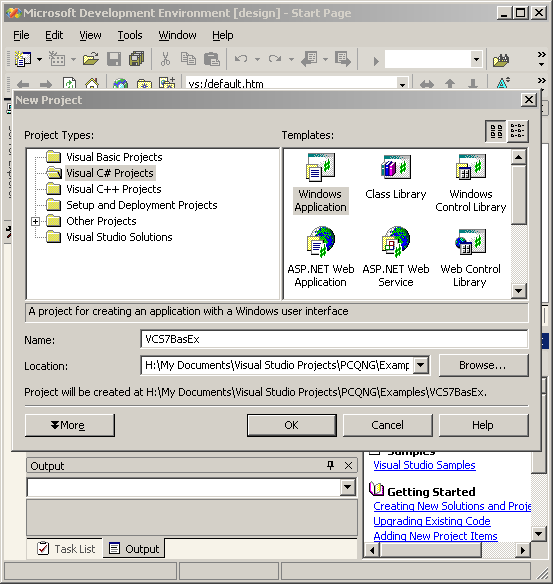 Microsoft Development Environment [design] - Start Page
File Edit View Tools Window Help
vs:/default.htm
New Project
Project Types:
Templates:
Visual Basic Projects
Visual C# Projects
Visual C++ Projects
Setup and Deployment Projects
Other Projects
Visual Studio Solutions
Windows Application
Class Library
Windows Control Library
ASP.NET Web Application
ASP.NET Web Service
Web Control Library
A project for creating an application with a Windows user interface
Name: VCS7BasEx
Location: H:\My Documents\Visual Studio Projects\PCQNG\Examp
Browse...
Project will be created at H:\My Documents\Visual Studio Projects\PCQNG\Examples\VCS7BasEx.
More OK Cancel Help
Samples
Output
Visual Studio Samples
Getting Started
Creating New Solutions and Proje
Upgrading Existing Code
Adding New Project Items
Task List Output